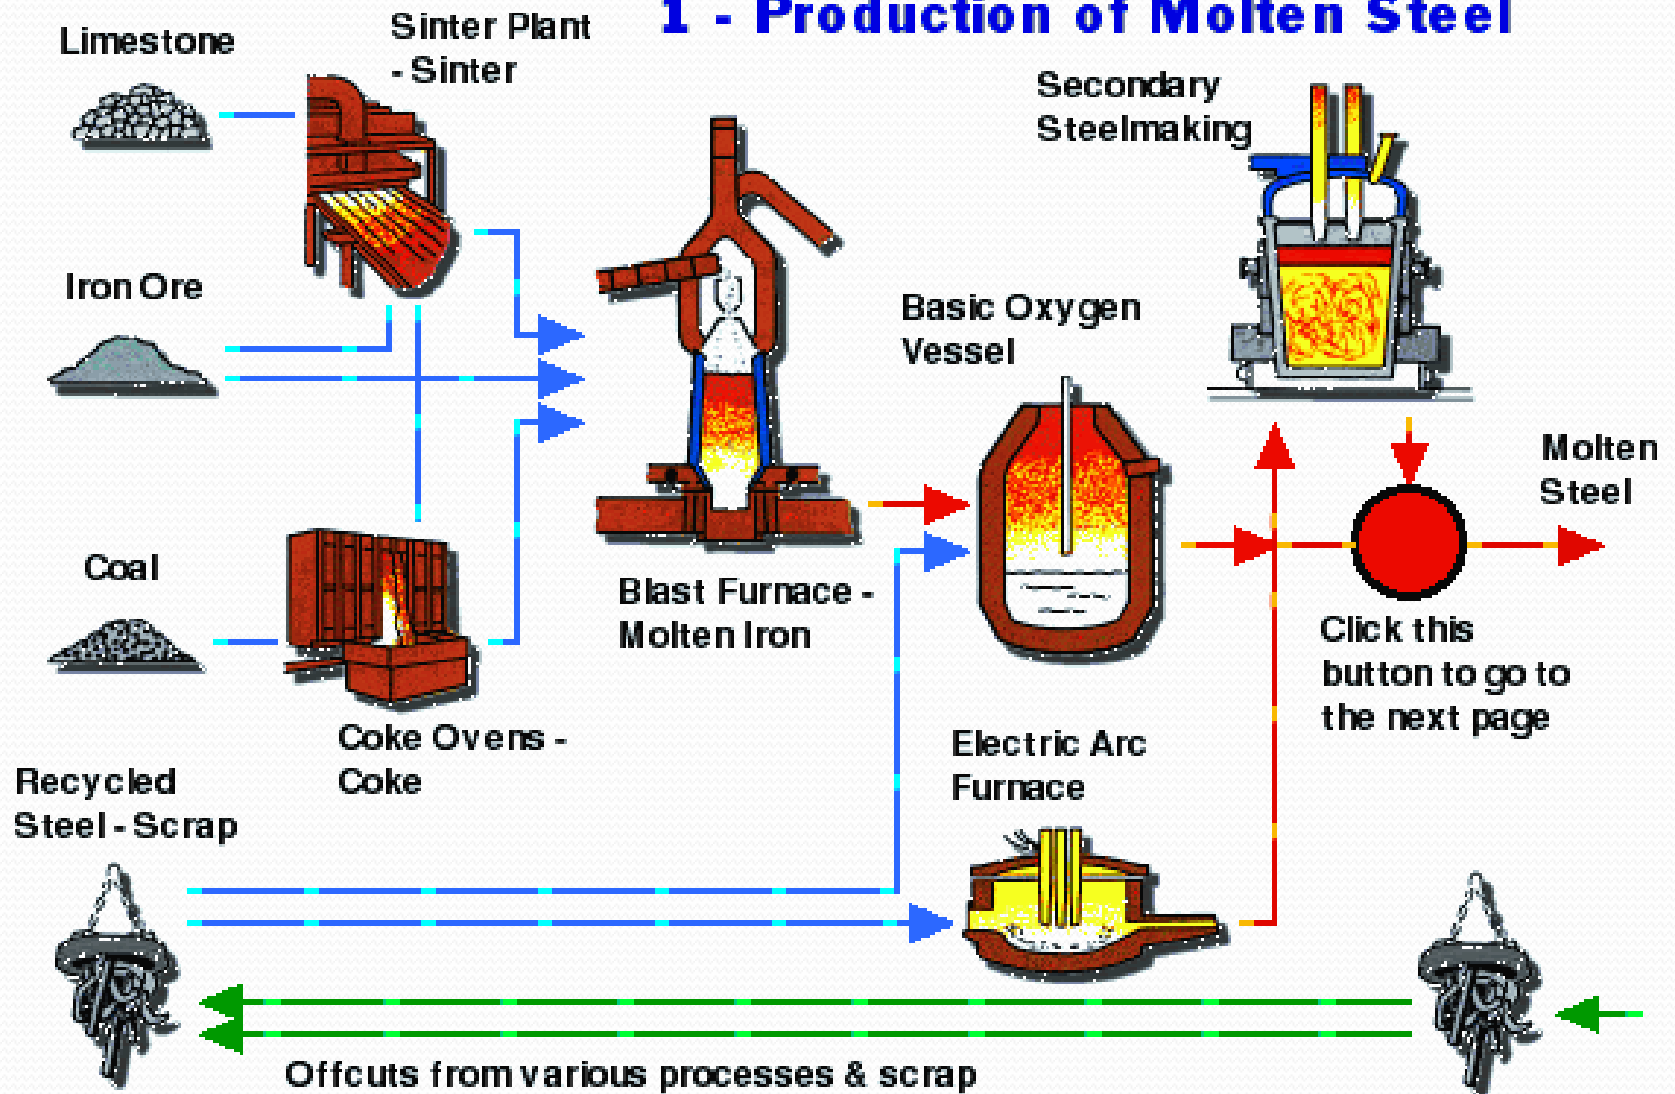 1 - Production of Molten Steel
Limestone
Sinter Plant
- Sinter
Secondary
Steelmaking
Iron Ore
Basic Oxygen
Vessel
Molten
Steel
Coal
Blast Furnace -
Molten Iron
Click this
button to go to
the next page
Coke Ovens -
Coke
Electric Arc
Furnace
Recycled
Steel - Scrap
Offcuts from various processes & scrap